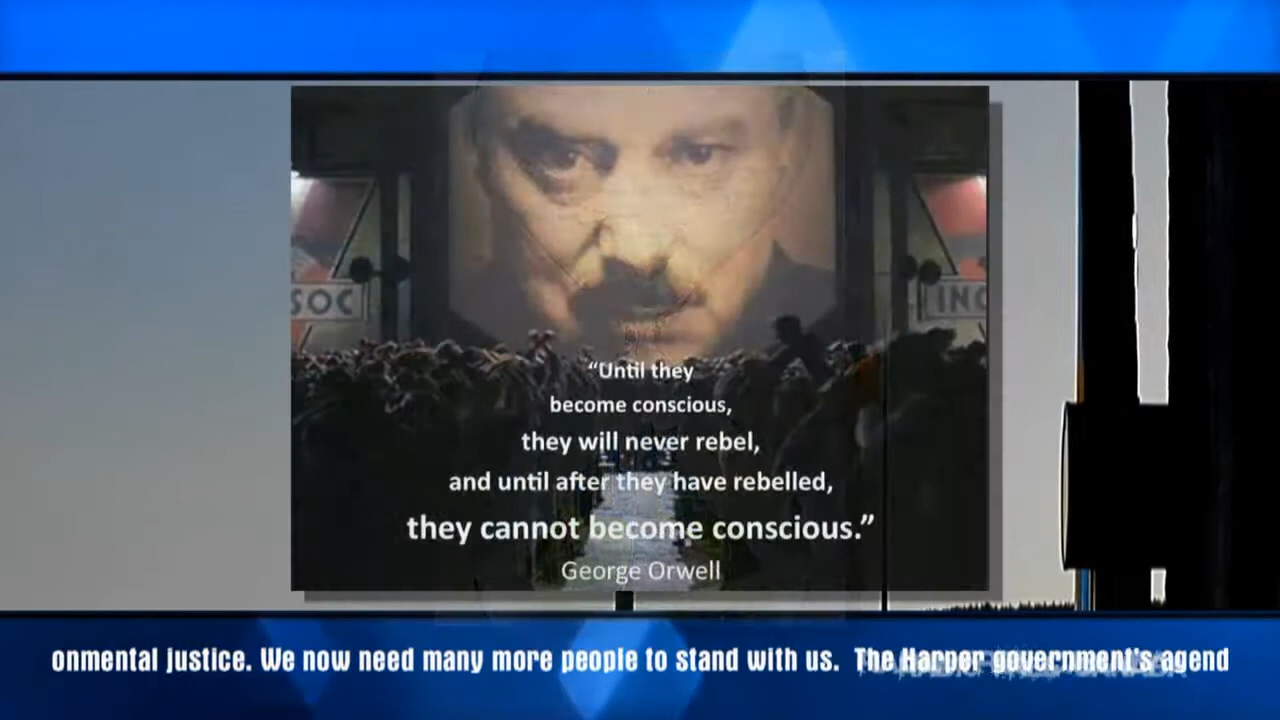 SOC
INC
“Until they
become conscious,
they will never rebel,
and until after they have rebelled,
they cannot become conscious.”
George Orwell
onmental justice. We now need many more people to stand with us. The Harper government's agend